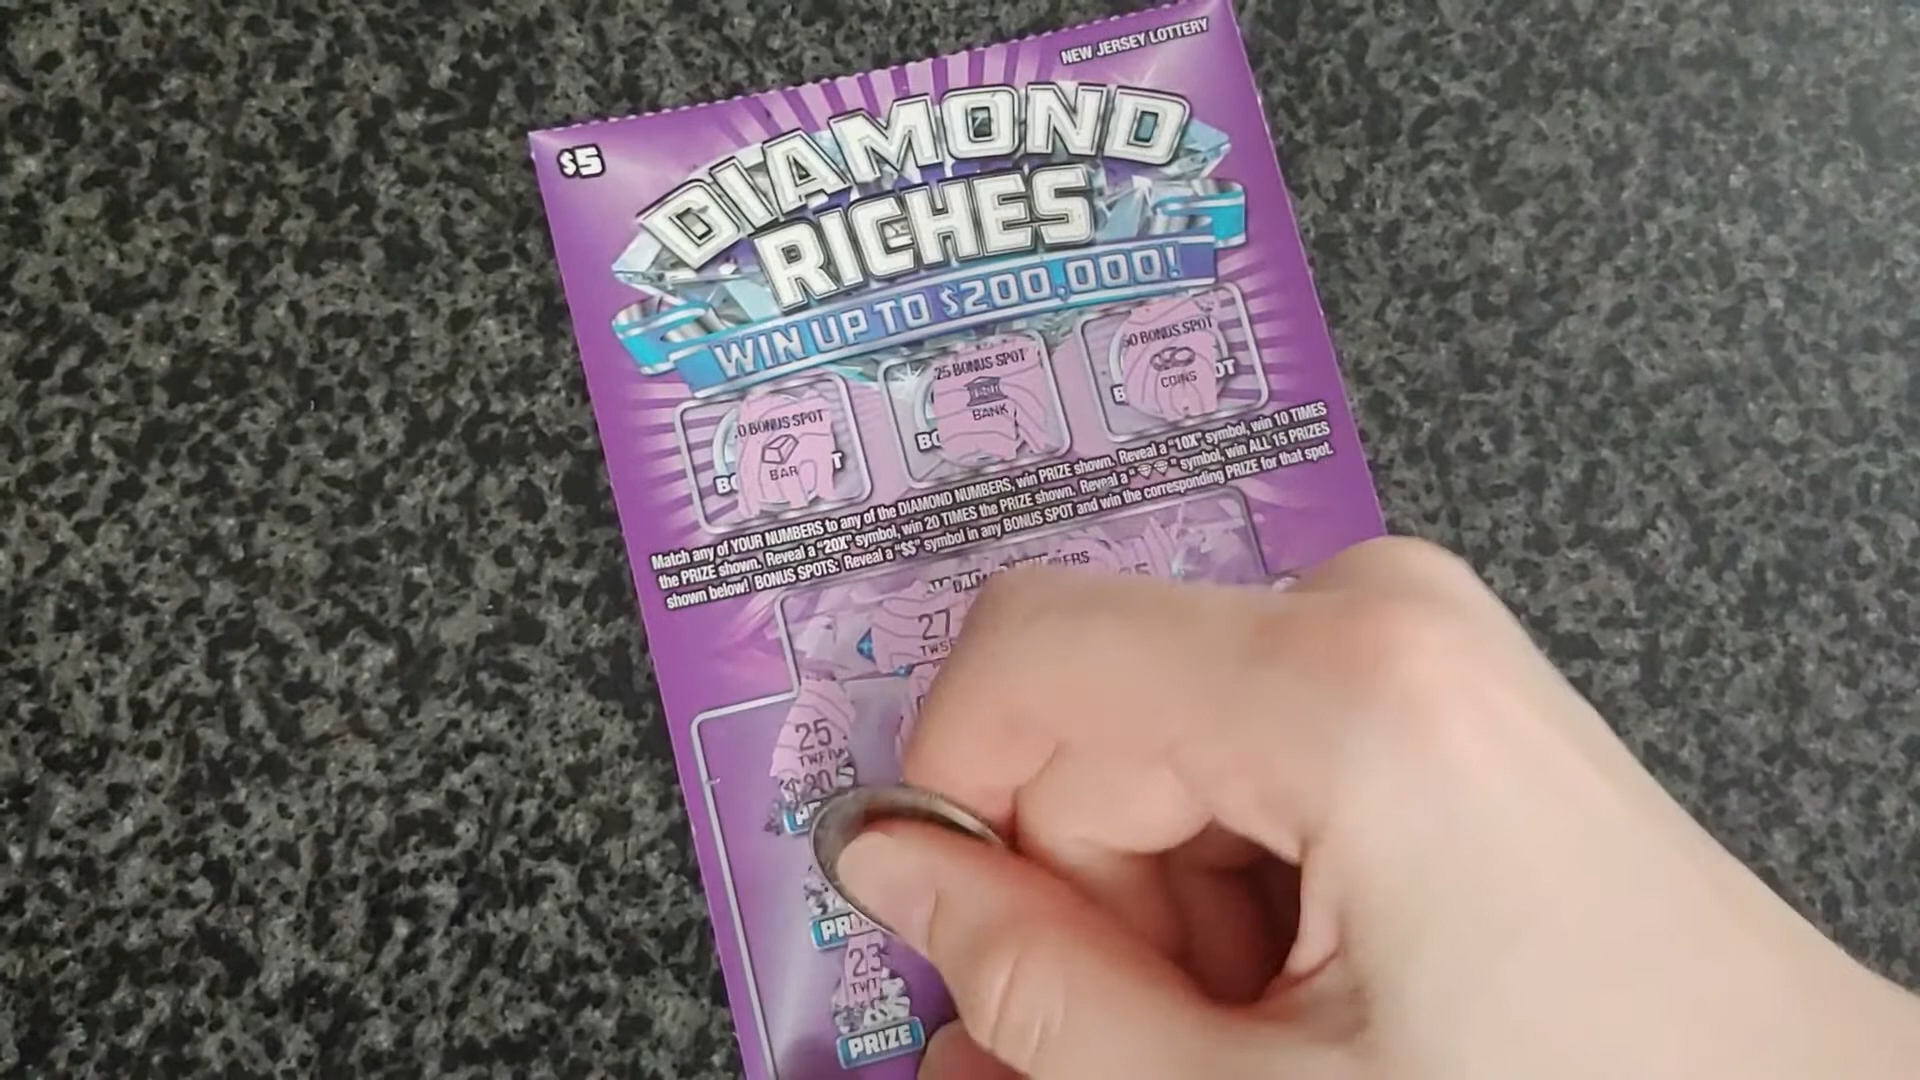 NEW JERSEY LOTTERY
$5
DIAMOND
RICHES
WIN UP TO $200,000!
0 BONUS SPOT
BAR
25 BONUS SPOT
BANK
50 BONUS SPOT
COINS
Match any of YOUR NUMBERS to any of the DIAMOND NUMBERS, win PRIZE shown. Reveal a "10X" symbol, win 10 TIMES
the PRIZE shown. Reveal a "20X" symbol, win 20 TIMES the PRIZE shown. Reveal a "💎💎" symbol, win ALL 15 PRIZES
shown below! BONUS SPOTS: Reveal a "$$" symbol in any BONUS SPOT and win the corresponding PRIZE for that spot.
27
25
23
TWT
PRIZE